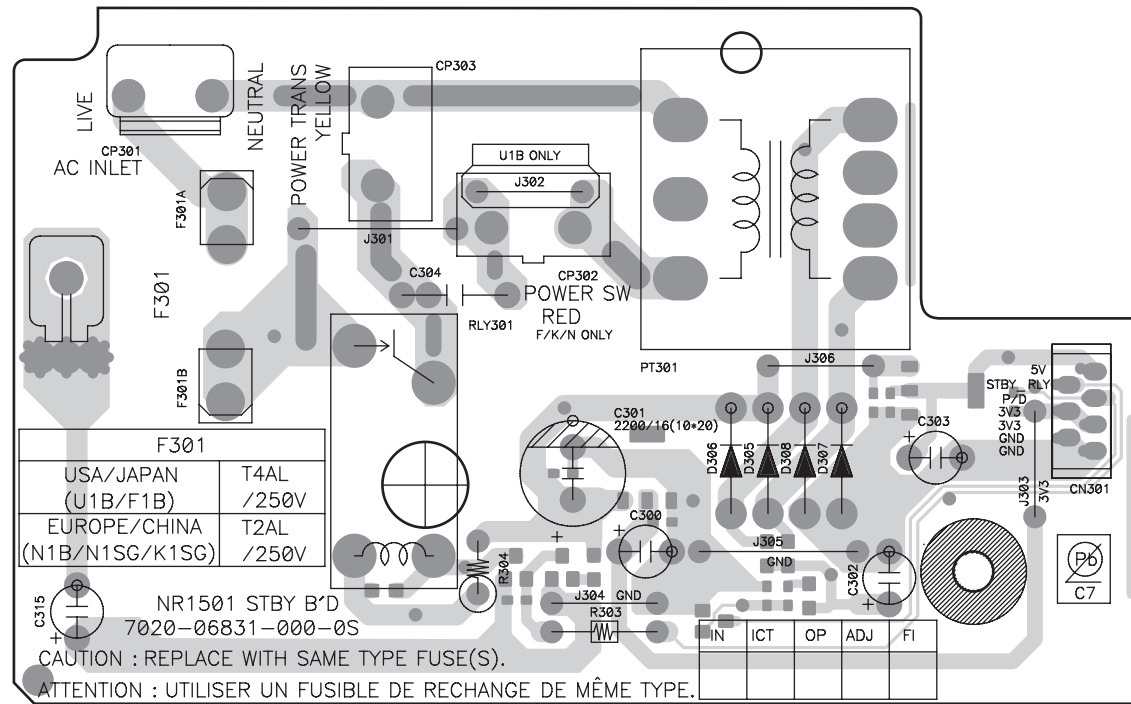 CP303
LIVE
NEUTRAL
POWER TRANS
YELLOW
CP301
AC INLET
U1B ONLY
J302
F301A
J301
F301
C304
CP302
POWER SW
RED
F/K/N ONLY
RLY301
PT301
J306
F301B
5V
STBY_RLY
P/D
3V3
3V3
GND
GND
CN301
C301
2200/16(10*20)
C303
D306
D305
D308
D307
J303
3V3
F301
USA/JAPAN
(U1B/F1B)
T4AL
/250V
EUROPE/CHINA
(N1B/N1SG/K1SG)
T2AL
/250V
C300
J305
GND
R304
C302
Pb
C7
C315
NR1501 STBY B'D
7020-06831-000-0S
J304
GND
R303
IN
ICT
OP
ADJ
FI
CAUTION : REPLACE WITH SAME TYPE FUSE(S).
ATTENTION : UTILISER UN FUSIBLE DE RECHANGE DE MÊME TYPE.